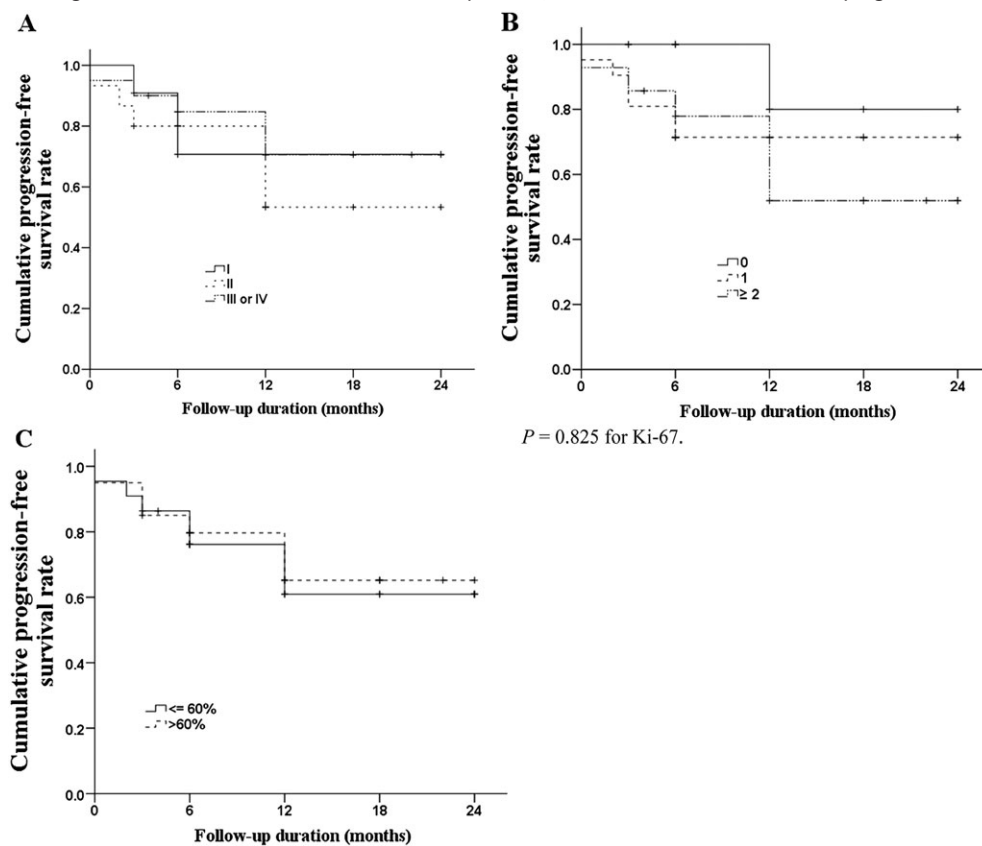 A
Cumulative progression-free
survival rate
1.0
0.8
0.6
0.4
0.2
0.0
I
II
III or IV
0 6 12 18 24
Follow-up duration (months)
B
Cumulative progression-free
survival rate
1.0
0.8
0.6
0.4
0.2
0.0
0
1
≥ 2
0 6 12 18 24
Follow-up duration (months)
P = 0.825 for Ki-67.
C
Cumulative progression-free
survival rate
1.0
0.8
0.6
0.4
0.2
0.0
<= 60%
>60%
0 6 12 18 24
Follow-up duration (months)